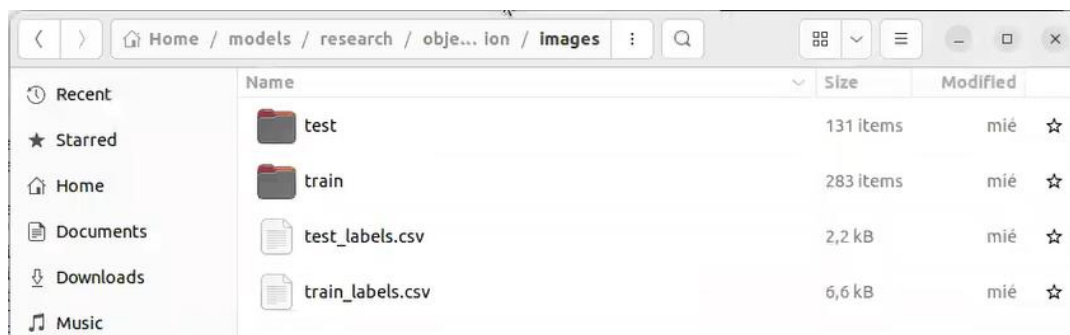 Home / models / research / obje... ion / images
Name Size Modified
Recent
Starred
Home
Documents
Downloads
Music
test 131 items mié
train 283 items mié
test_labels.csv 2,2 kB mié
train_labels.csv 6,6 kB mié